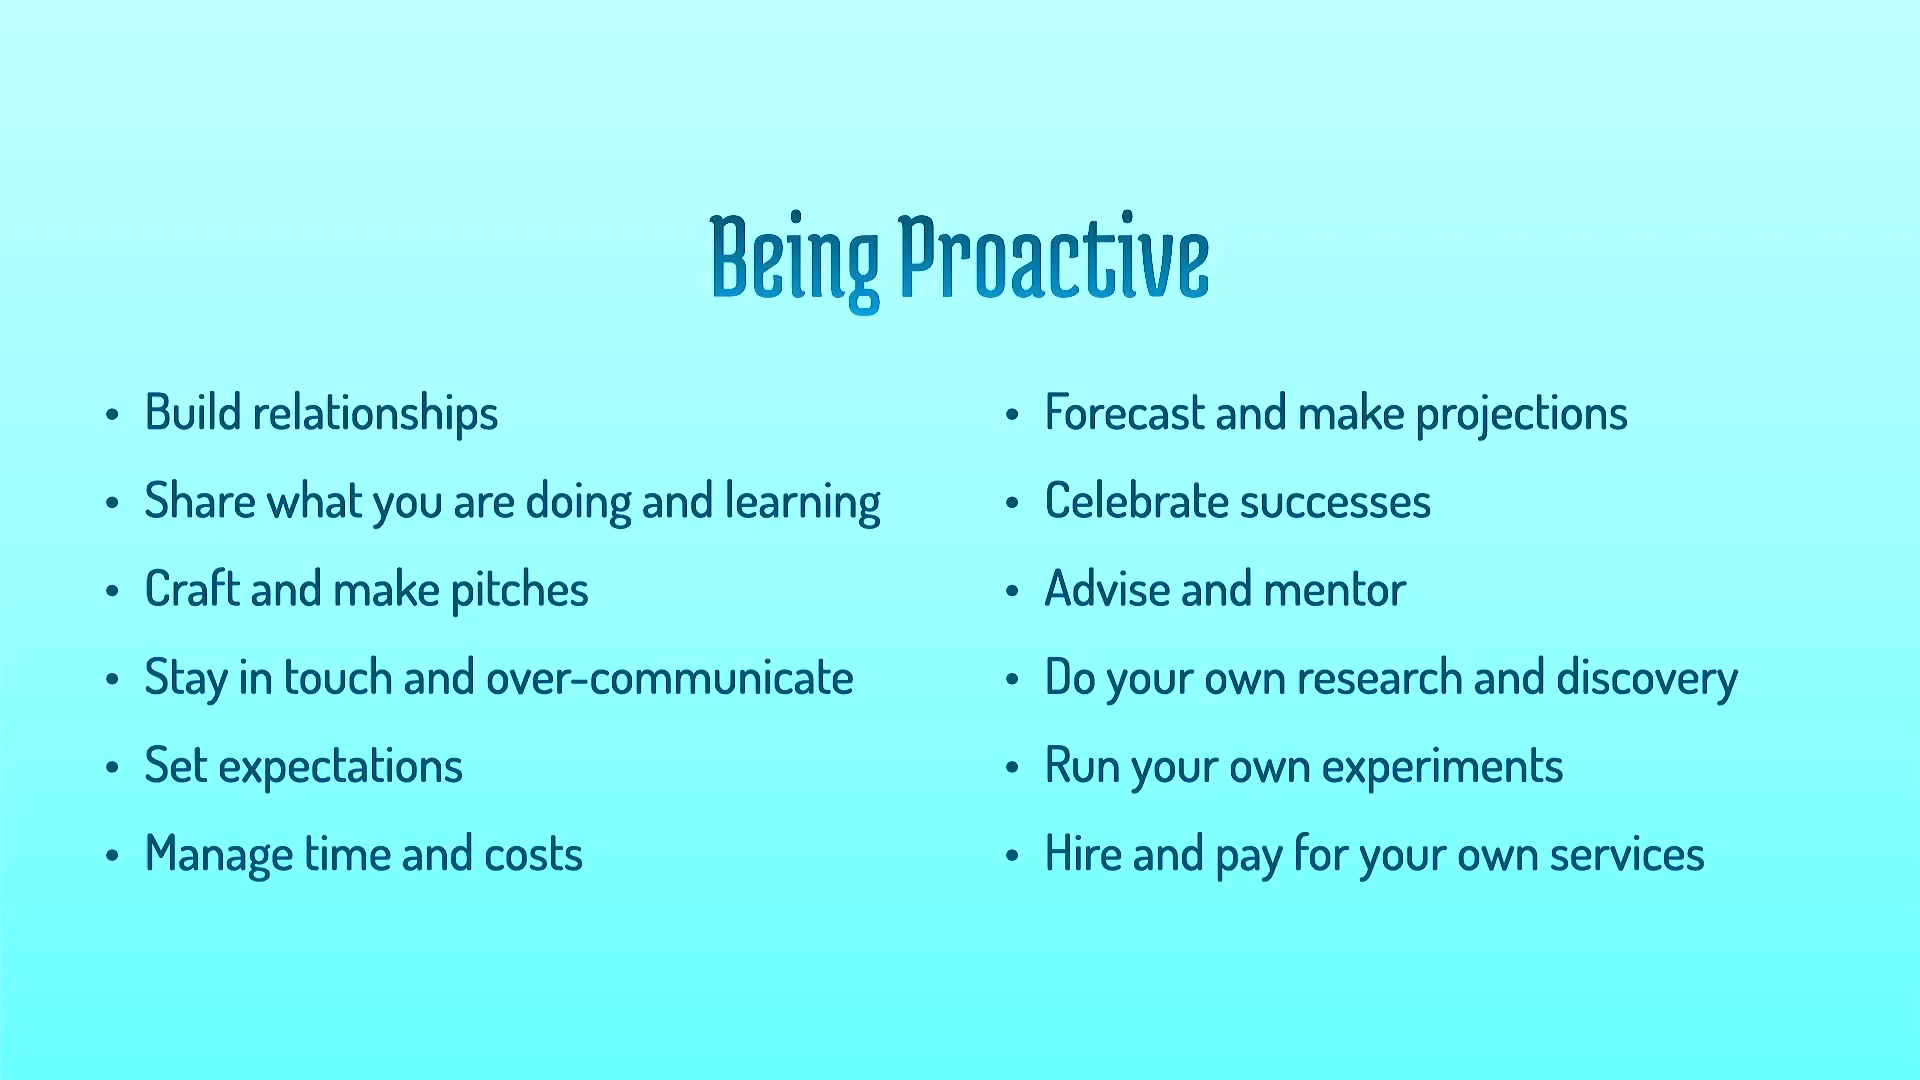 Being Proactive
• Build relationships
• Share what you are doing and learning
• Craft and make pitches
• Stay in touch and over-communicate
• Set expectations
• Manage time and costs
• Forecast and make projections
• Celebrate successes
• Advise and mentor
• Do your own research and discovery
• Run your own experiments
• Hire and pay for your own services